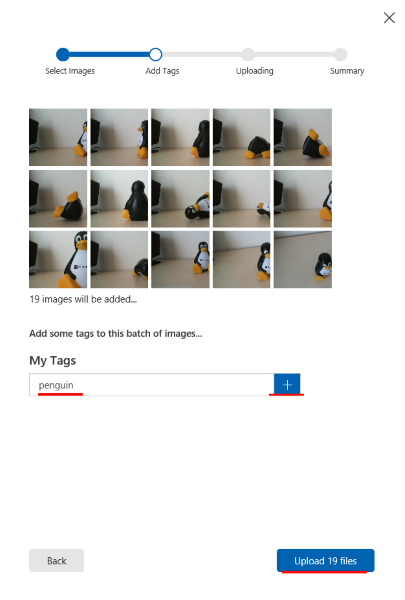 Select Images
Add Tags
Uploading
Summary
19 images will be added...
Add some tags to this batch of images...
My Tags
penguin
Back
Upload 19 files